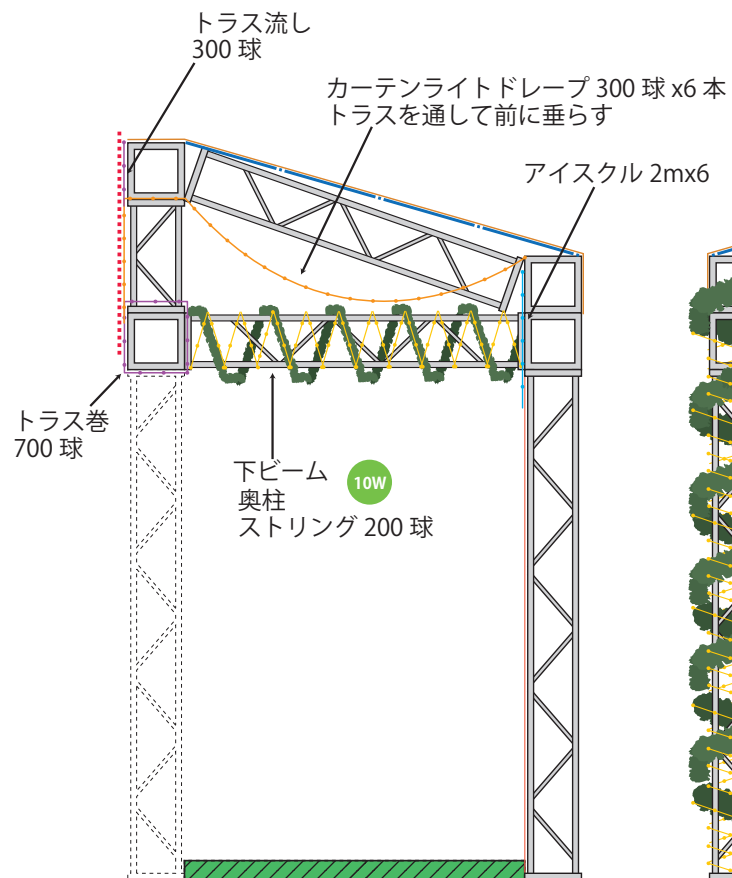 トラス流し
300 球
カーテンライトドレープ 300 球 x6 本
トラスを通して前に垂らす
アイスクル 2mx6
トラス巻
700 球
下ビーム
奥柱
ストリング 200 球
10W